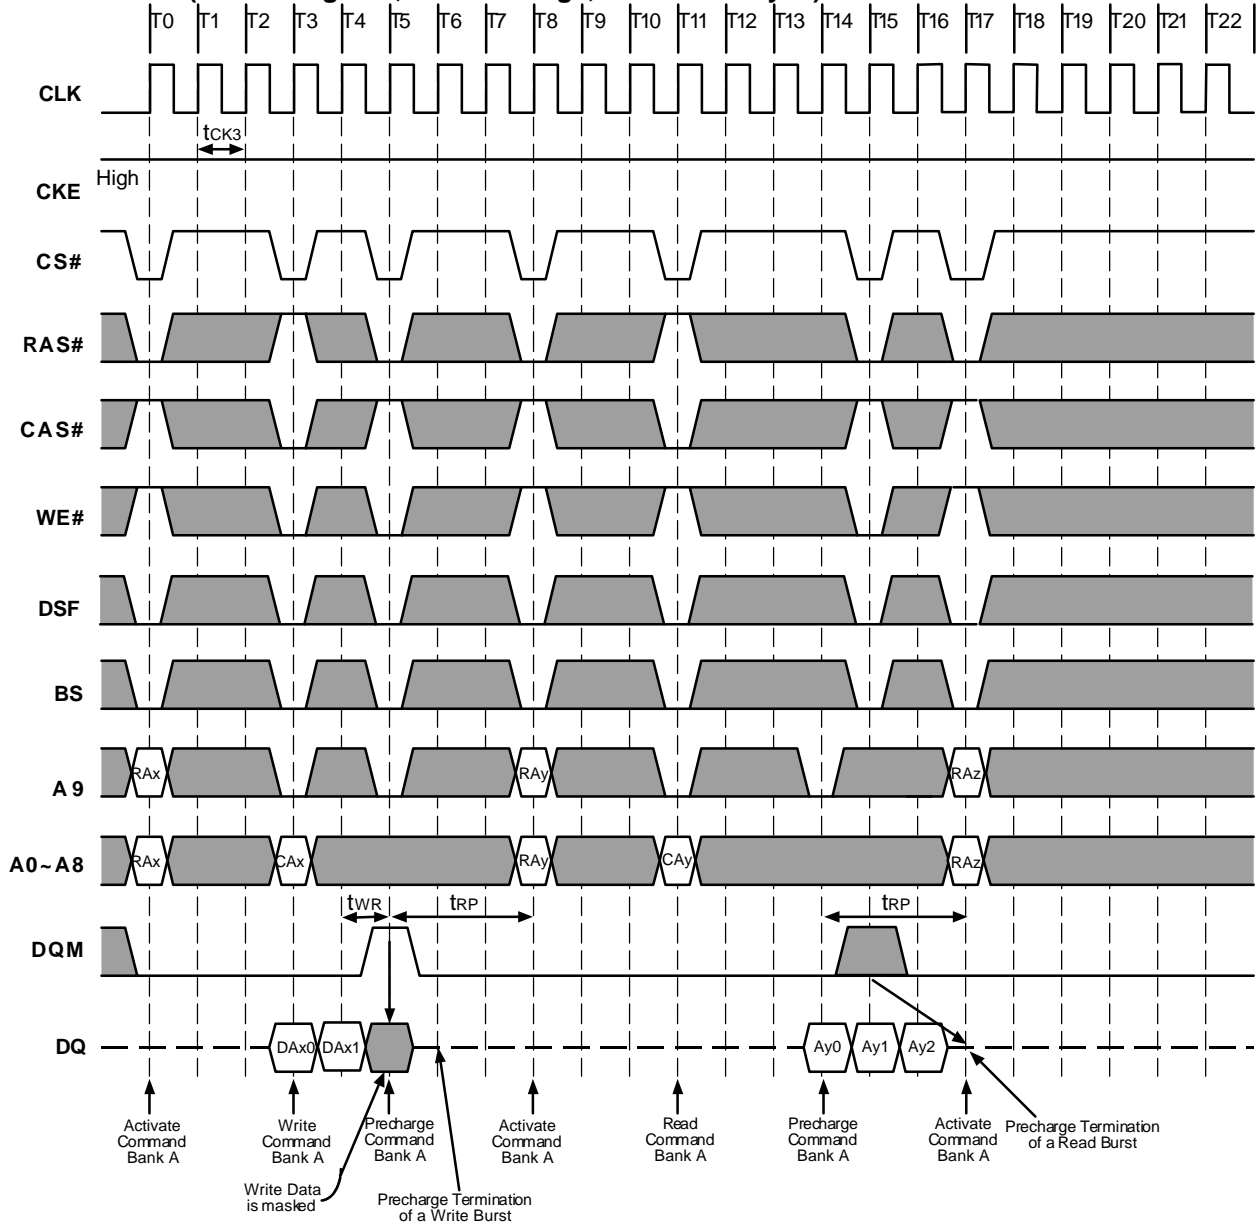 T0 T1 T2 T3 T4 T5 T6 T7 T8 T9 T10 T11 T12 T13 T14 T15 T16 T17 T18 T19 T20 T21 T22
CLK
tCK3
High
CKE
CS#
RAS#
CAS#
WE#
DSF
BS
RAx RAy RAz
A9
RAx CAx RAy CAy RAz
A0~A8
tWR tRP tRP
DQM
DQ
DAx0 DAx1 Ay0 Ay1 Ay2
Activate
Command
Bank A
Write
Command
Bank A
Precharge
Command
Bank A
Activate
Command
Bank A
Read
Command
Bank A
Precharge
Command
Bank A
Activate
Command
Bank A
Precharge Termination
of a Read Burst
Write Data
is masked
Precharge Termination
of a Write Burst